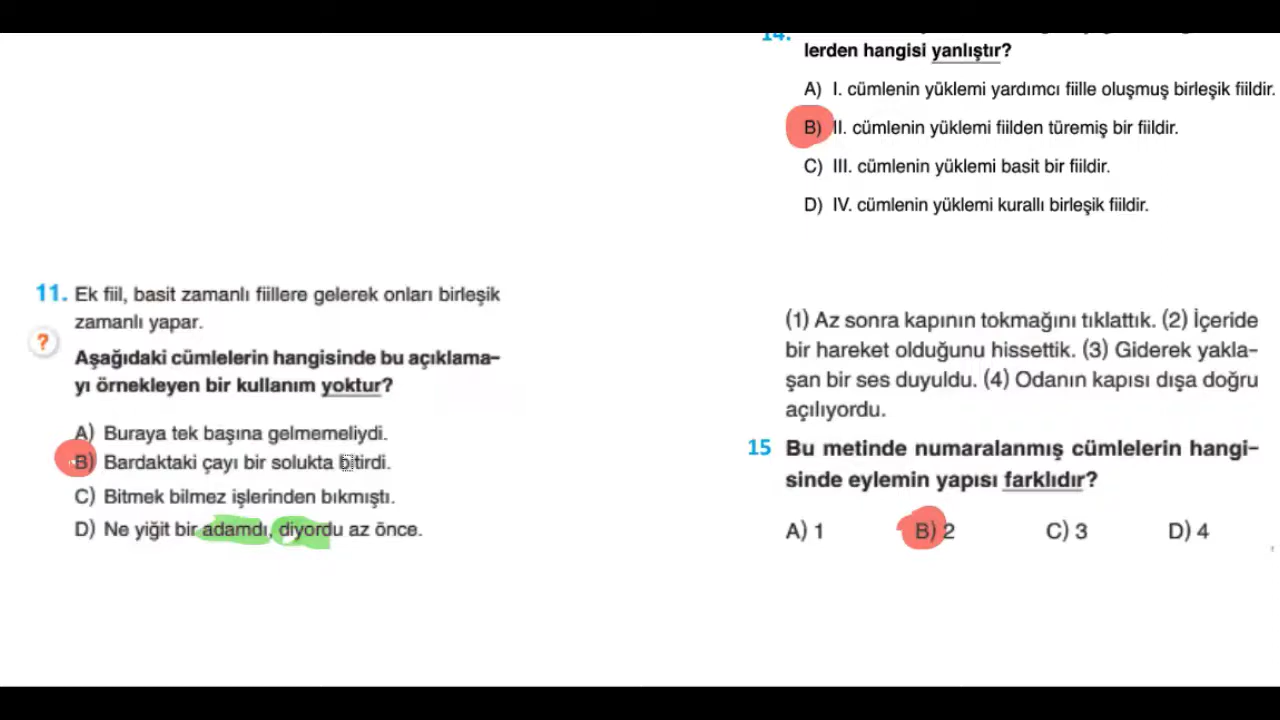 11. Ek fiil, basit zamanlı fiillere gelerek onları birleşik
zamanlı yapar.
?
Aşağıdaki cümlelerin hangisinde bu açıklama-
yı örnekleyen bir kullanım yoktur?
A) Buraya tek başına gelmemeliydi.
B) Bardaktaki çayı bir solukta bitirdi.
C) Bitmek bilmez işlerinden bıkmıştı.
D) Ne yiğit bir adamdı, diyordu az önce.
14.
lerden hangisi yanlıştır?
A) I. cümlenin yüklemi yardımcı fiille oluşmuş birleşik fiildir.
B) II. cümlenin yüklemi fiilden türemiş bir fiildir.
C) III. cümlenin yüklemi basit bir fiildir.
D) IV. cümlenin yüklemi kurallı birleşik fiildir.
(1) Az sonra kapının tokmağını tıklattık. (2) İçeride
bir hareket olduğunu hissettik. (3) Giderek yakla-
şan bir ses duyuldu. (4) Odanın kapısı dışa doğru
açılıyordu.
15 Bu metinde numaralanmış cümlelerin hangi-
sinde eylemin yapısı farklıdır?
A) 1 B) 2 C) 3 D) 4